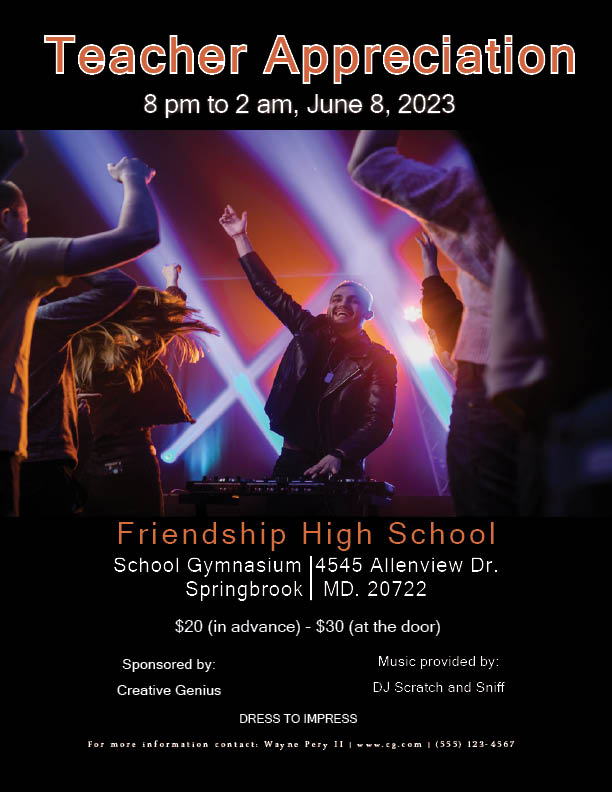 Teacher Appreciation
8 pm to 2 am, June 8, 2023
Friendship High School
School Gymnasium | 4545 Allenview Dr.
Springbrook | MD. 20722
$20 (in advance) - $30 (at the door)
Sponsored by:
Creative Genius
Music provided by:
DJ Scratch and Sniff
DRESS TO IMPRESS
For more information contact: Wayne Pery II | www.cg.com | (555) 123-4567